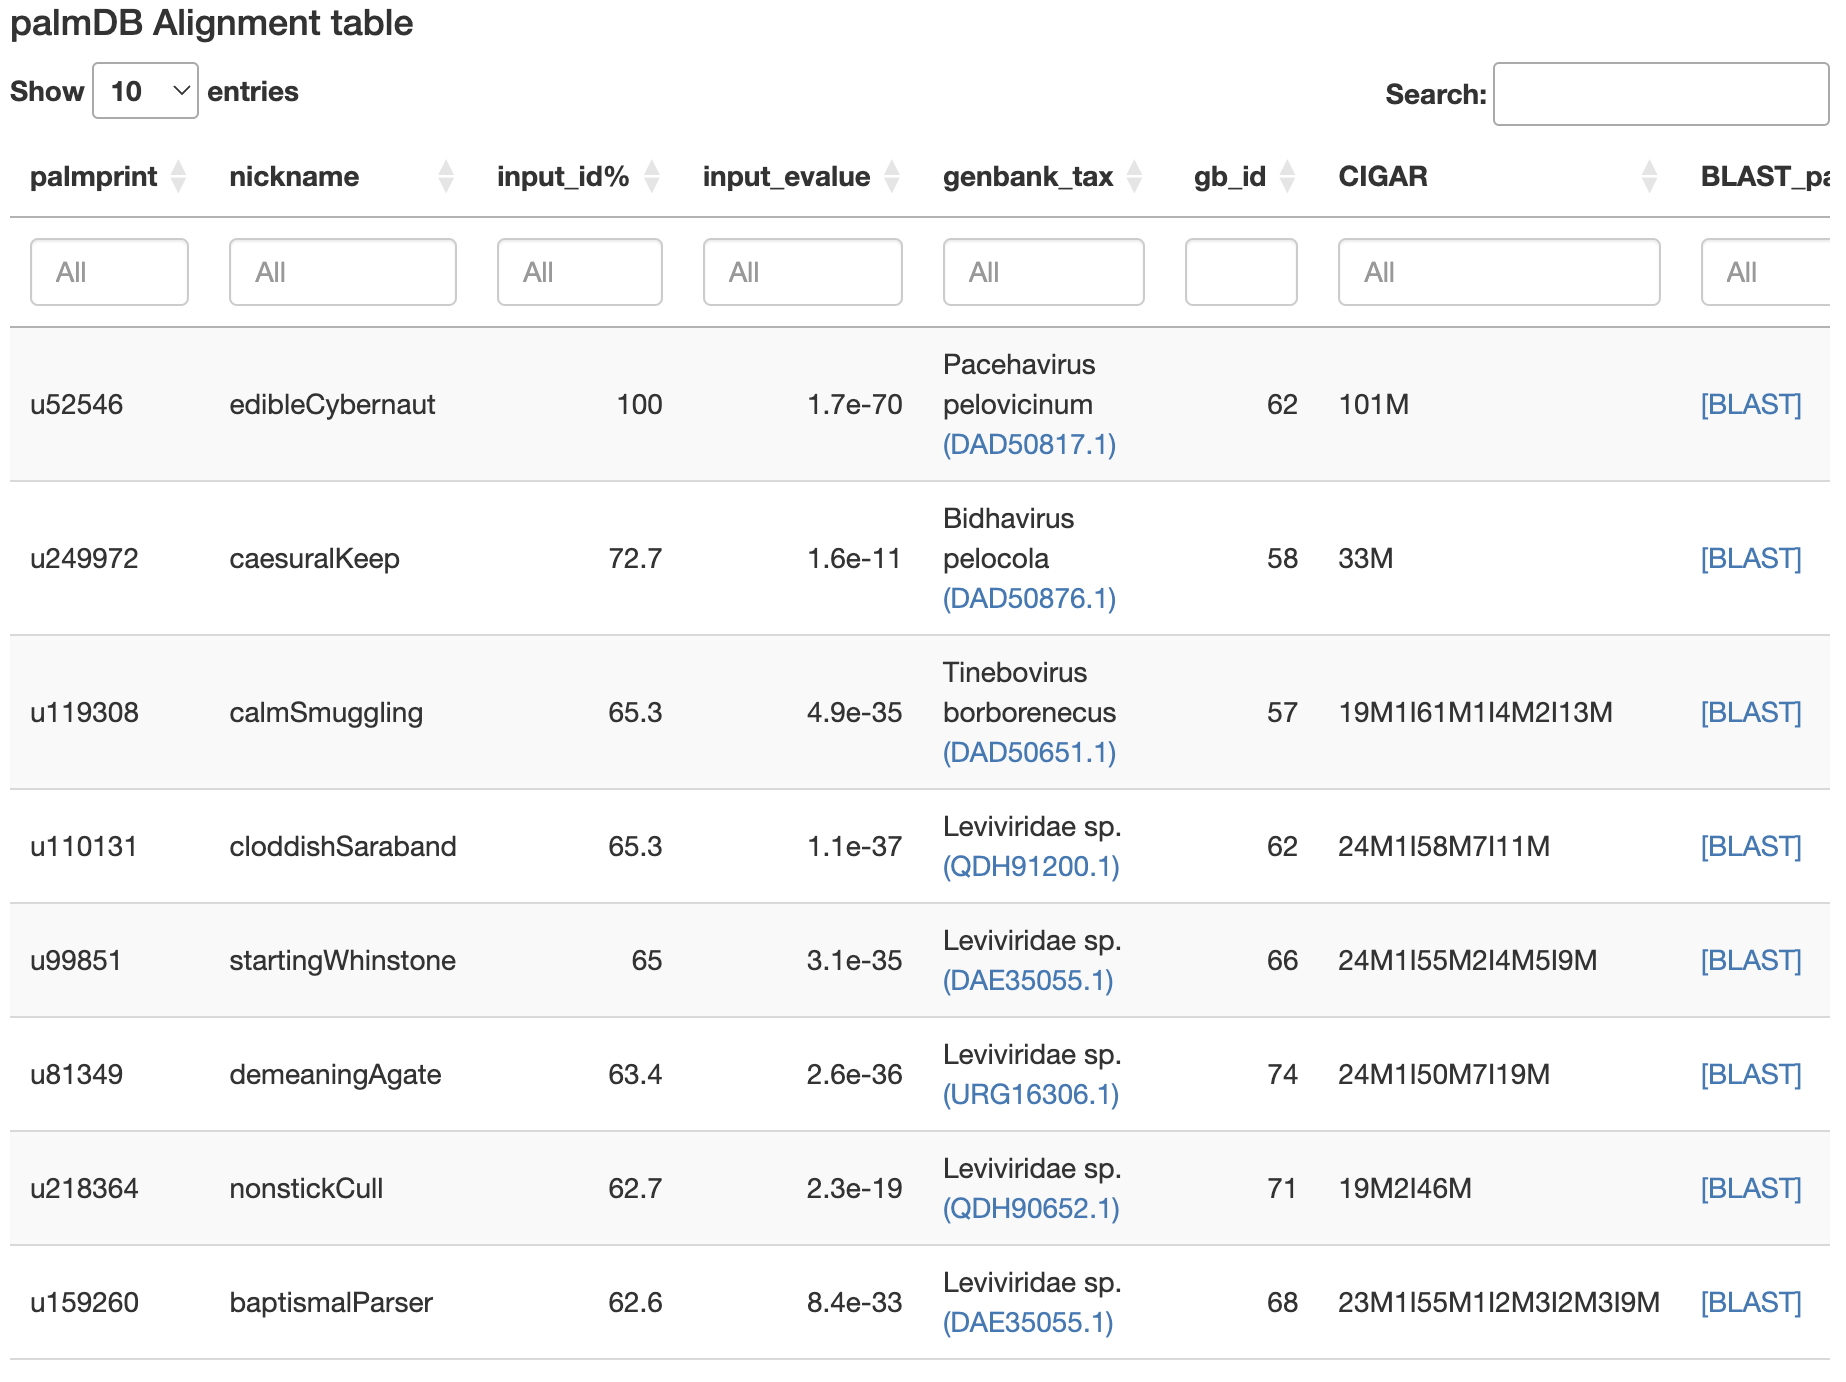 palmDB Alignment table
Show 10 entries Search:
palmprint nickname input_id% input_evalue genbank_tax gb_id CIGAR BLAST_pa
All All All All All All All
Pacehavirus
u52546 edibleCybernaut 100 1.7e-70 pelovicinum 62 101M [BLAST]
(DAD50817.1)
Bidhavirus
u249972 caesuralKeep 72.7 1.6e-11 pelocola 58 33M [BLAST]
(DAD50876.1)
Tinebovirus
u119308 calmSmuggling 65.3 4.9e-35 borborenecus 57 19M1I61M1I4M2I13M [BLAST]
(DAD50651.1)
Leviviridae sp.
u110131 cloddishSaraband 65.3 1.1e-37 62 24M1I58M7I11M [BLAST]
(QDH91200.1)
Leviviridae sp.
u99851 startingWhinstone 65 3.1e-35 66 24M1I55M2I4M5I9M [BLAST]
(DAE35055.1)
Leviviridae sp.
u81349 demeaningAgate 63.4 2.6e-36 74 24M1I50M7I19M [BLAST]
(URG16306.1)
Leviviridae sp.
u218364 nonstickCull 62.7 2.3e-19 71 19M2I46M [BLAST]
(QDH90652.1)
Leviviridae sp.
u159260 baptismalParser 62.6 8.4e-33 68 23M1I55M1I2M3I2M3I9M [BLAST]
(DAE35055.1)